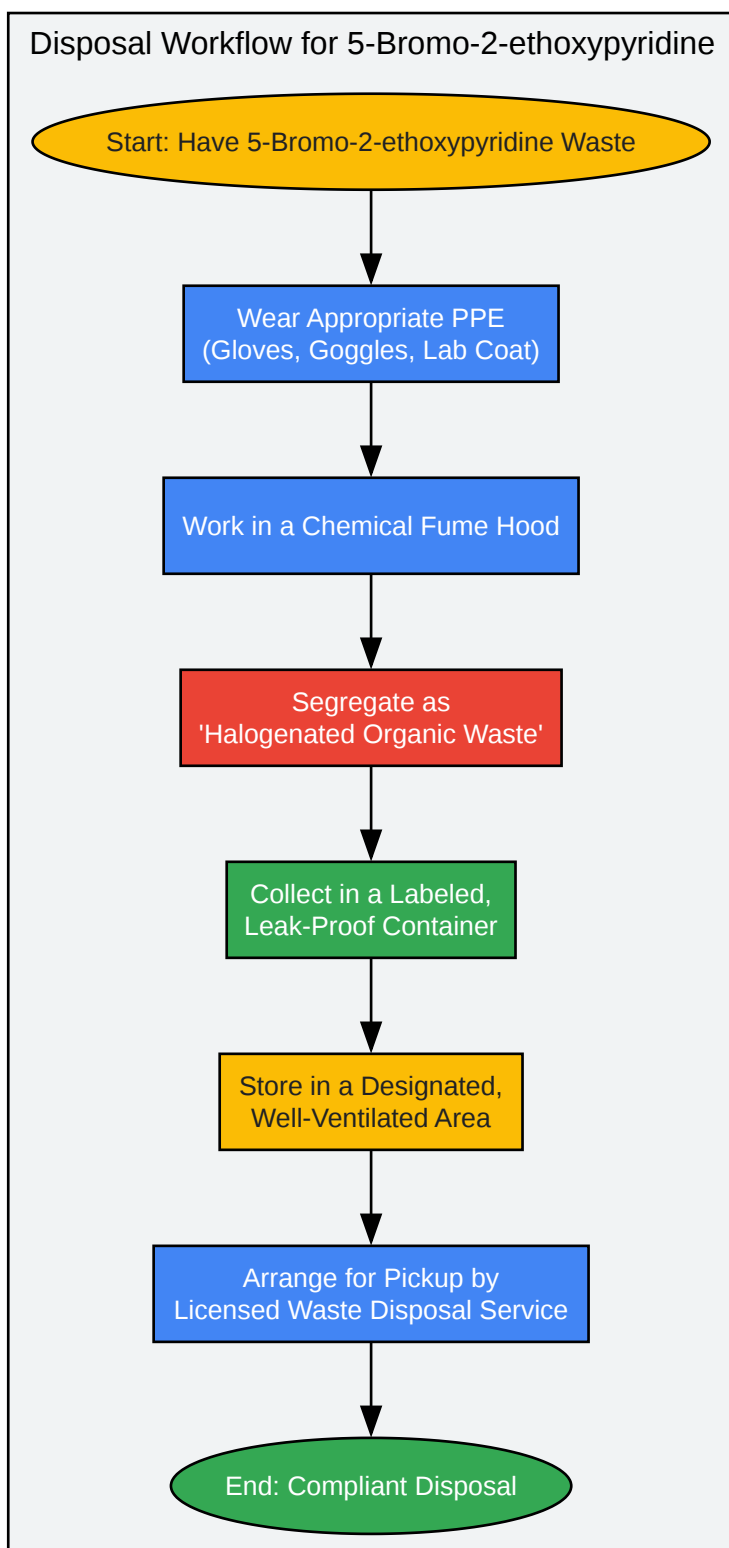 Disposal Workflow for 5-Bromo-2-ethoxypyridine
Start: Have 5-Bromo-2-ethoxypyridine Waste
Wear Appropriate PPE
(Gloves, Goggles, Lab Coat)
Work in a Chemical Fume Hood
Segregate as
'Halogenated Organic Waste'
Collect in a Labeled,
Leak-Proof Container
Store in a Designated,
Well-Ventilated Area
Arrange for Pickup by
Licensed Waste Disposal Service
End: Compliant Disposal